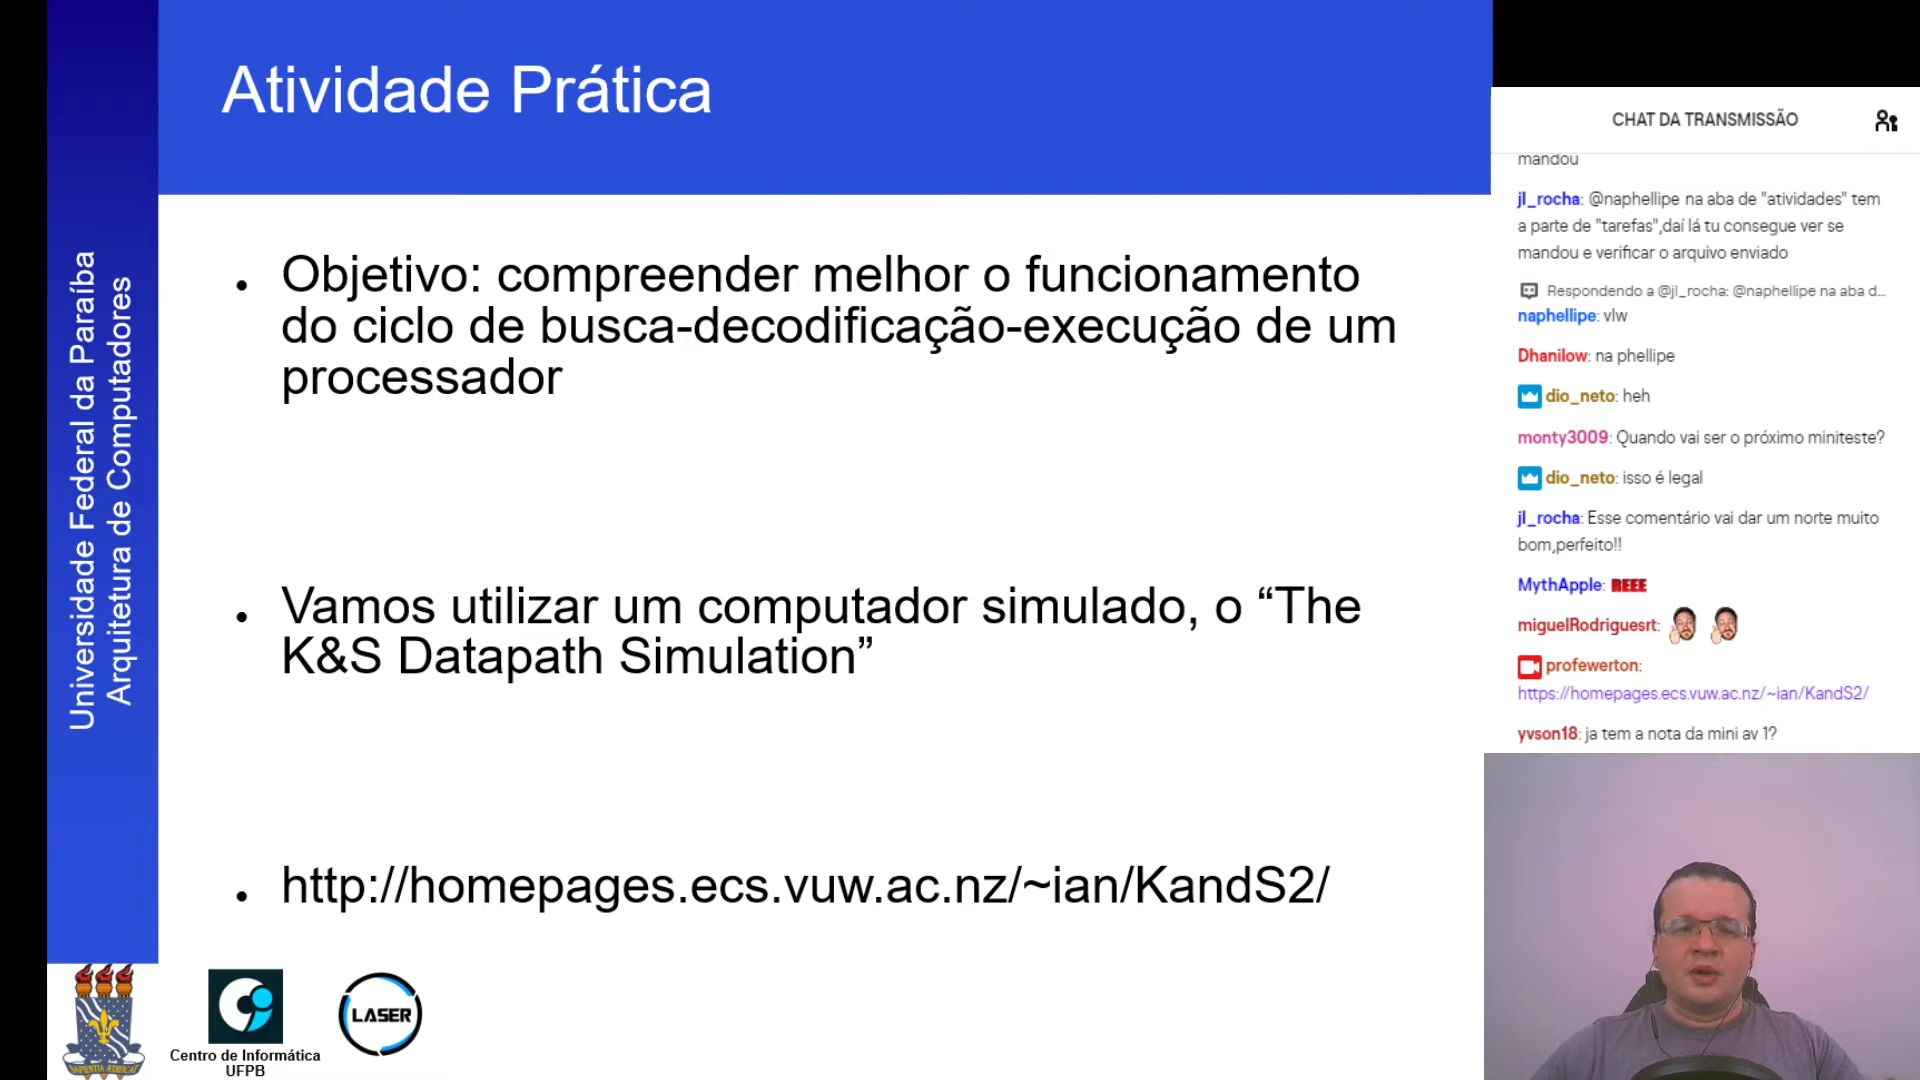 Atividade Prática
Universidade Federal da Paraíba
Arquitetura de Computadores
Objetivo: compreender melhor o funcionamento
do ciclo de busca-decodificação-execução de um
processador
Vamos utilizar um computador simulado, o “The
K&S Datapath Simulation”
http://homepages.ecs.vuw.ac.nz/~ian/KandS2/
SAPIENTIA ÆDIFICAT
Centro de Informática
UFPB
LASER
CHAT DA TRANSMISSÃO
mandou
jl_rocha: @naphellipe na aba de "atividades" tem
a parte de "tarefas",daí lá tu consegue ver se
mandou e verificar o arquivo enviado
Respondendo a @jl_rocha: @naphellipe na aba d...
naphellipe: vlw
Dhanilow: na phellipe
dio_neto: heh
monty3009: Quando vai ser o próximo miniteste?
dio_neto: isso é legal
jl_rocha: Esse comentário vai dar um norte muito
bom,perfeito!!
MythApple: REEE
miguelRodriguesrt:
profewerton:
https://homepages.ecs.vuw.ac.nz/~ian/KandS2/
yvson18: ja tem a nota da mini av 1?